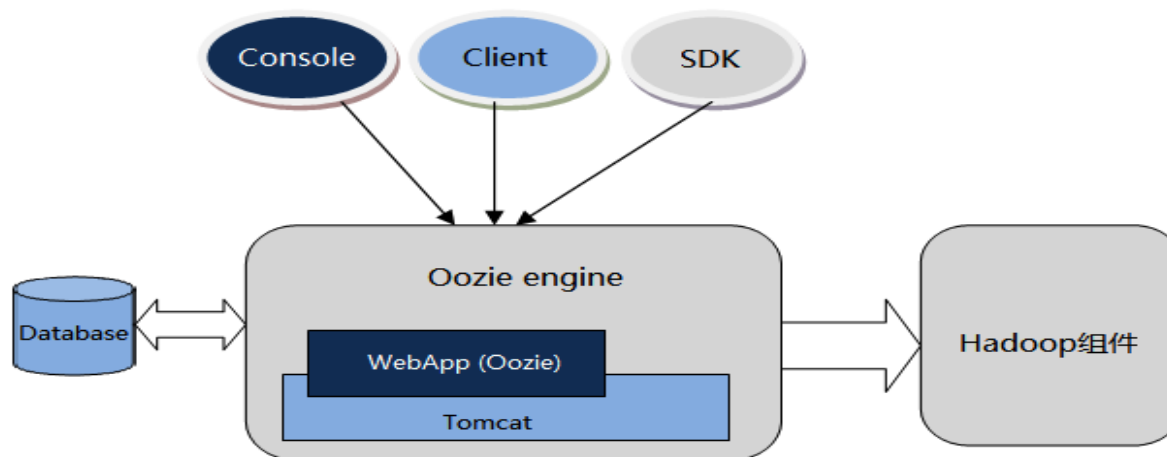 Console
Client
SDK
Oozie engine
Database
WebApp (Oozie)
Tomcat
Hadoop组件